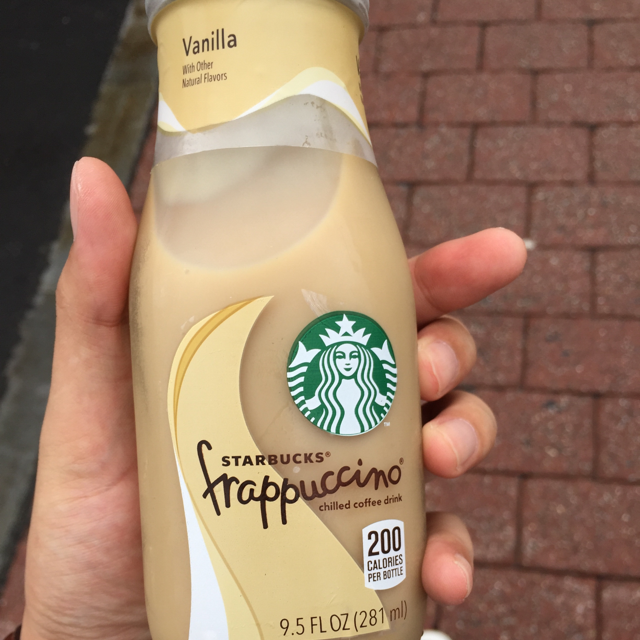 Vanilla
With Other
Natural Flavors
STARBUCKS®
frappuccino®
chilled coffee drink
200
CALORIES
PER BOTTLE
9.5 FL OZ (281 ml)
TM